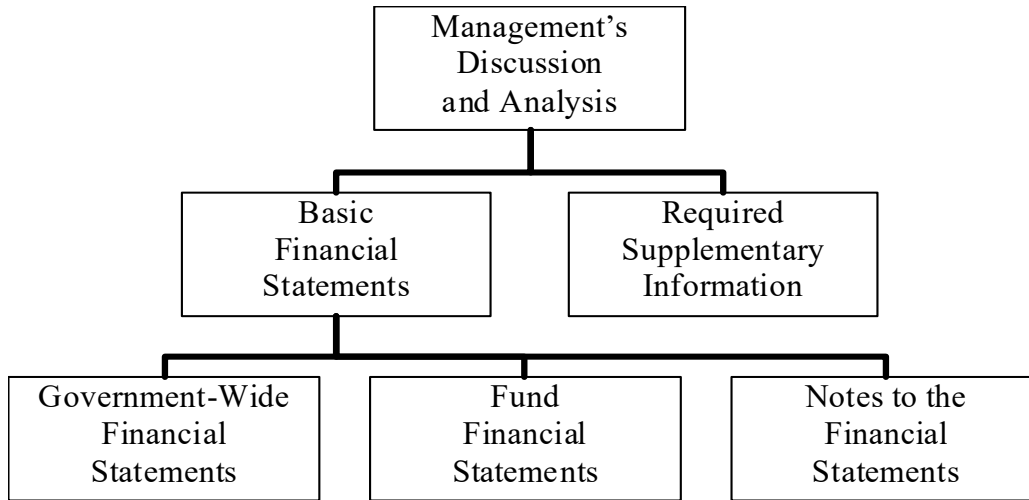 Management’s
Discussion
and Analysis
Basic
Financial
Statements
Required
Supplementary
Information
Government-Wide
Financial
Statements
Fund
Financial
Statements
Notes to the
Financial
Statements